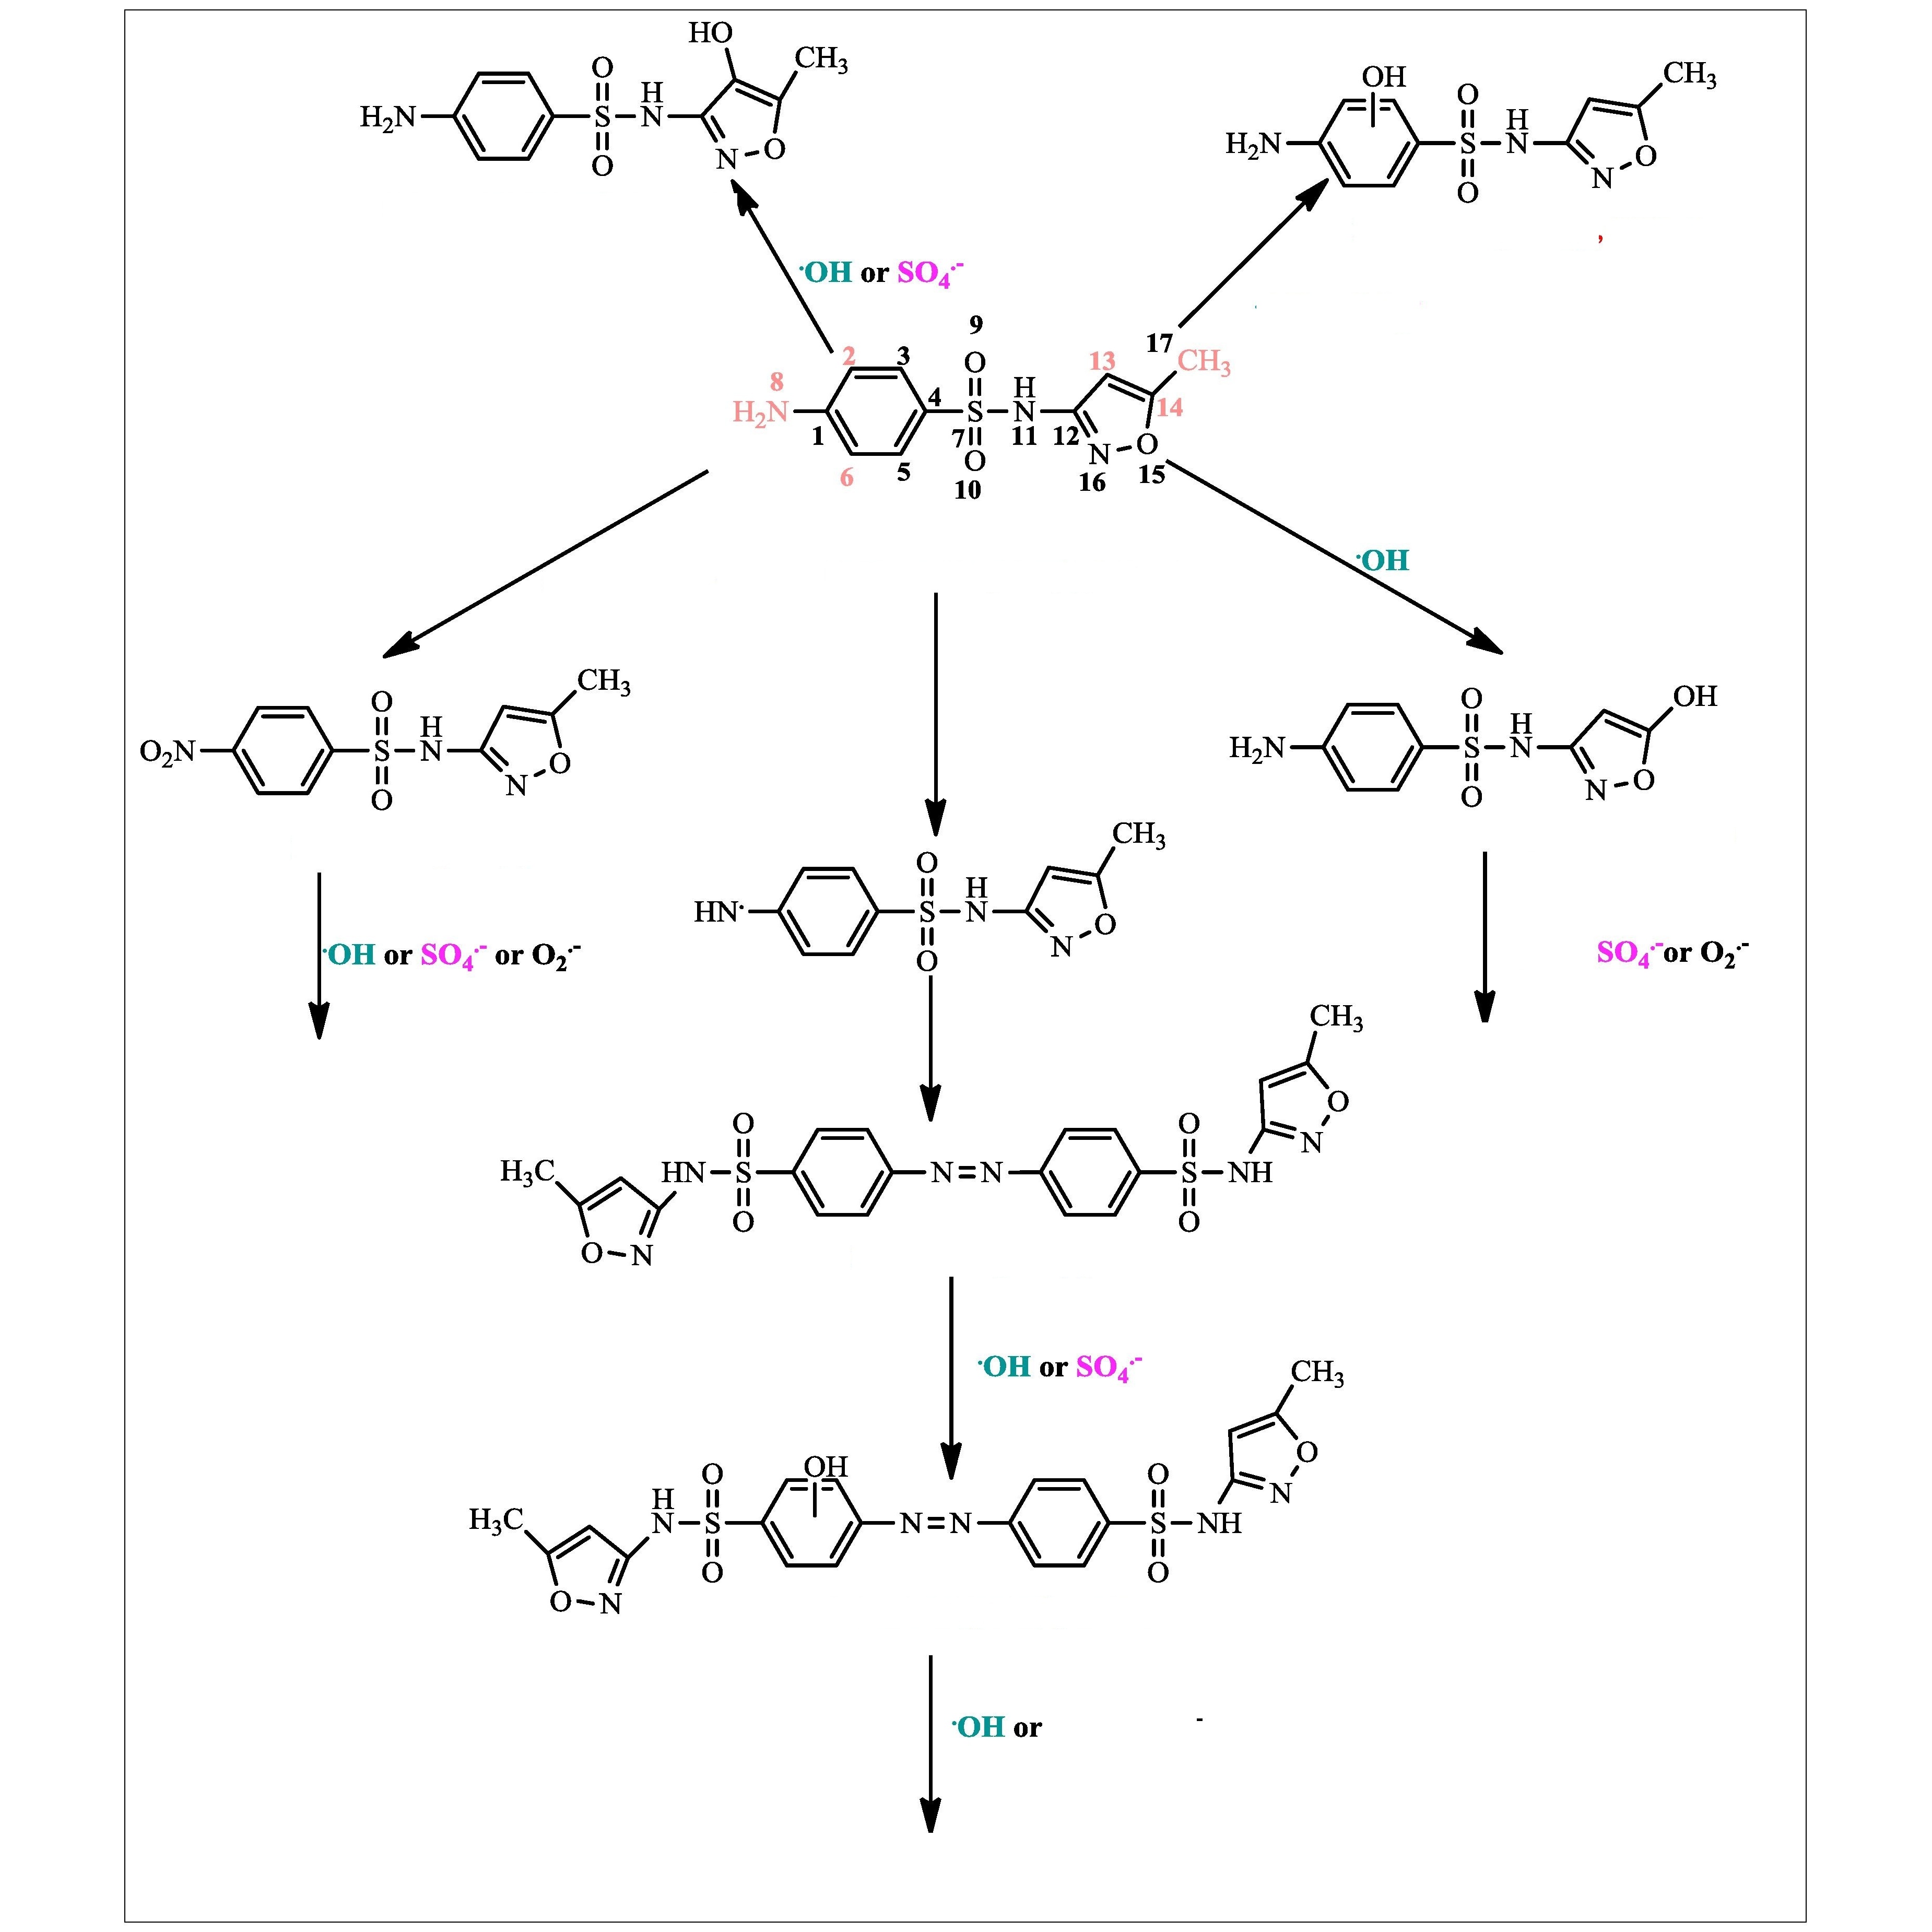 HO
CH₃
O
H
H₂N
S
N
O
N
O
OH
CH₃
O
H
H₂N
S
N
O
O
N
,
·OH or SO₄·⁻
9
17
2
3
O
13
CH₃
8
H
H₂N
4
S
N
14
1
7
11
12
O
O
N
6
5
10
16
15
·OH
CH₃
O
H
O₂N
S
N
O
O
N
OH
O
H
H₂N
S
N
O
O
N
CH₃
O
H
HN·
S
N
O
O
N
·OH or SO₄·⁻ or O₂·⁻
SO₄·⁻or O₂·⁻
CH₃
O
O
O
N
H₃C
HN
S
N=N
S
NH
O
O
O
N
·OH or SO₄·⁻
CH₃
OH
O
O
O
H
N
H₃C
N
S
N=N
S
NH
O
O
O
N
·OH or
-